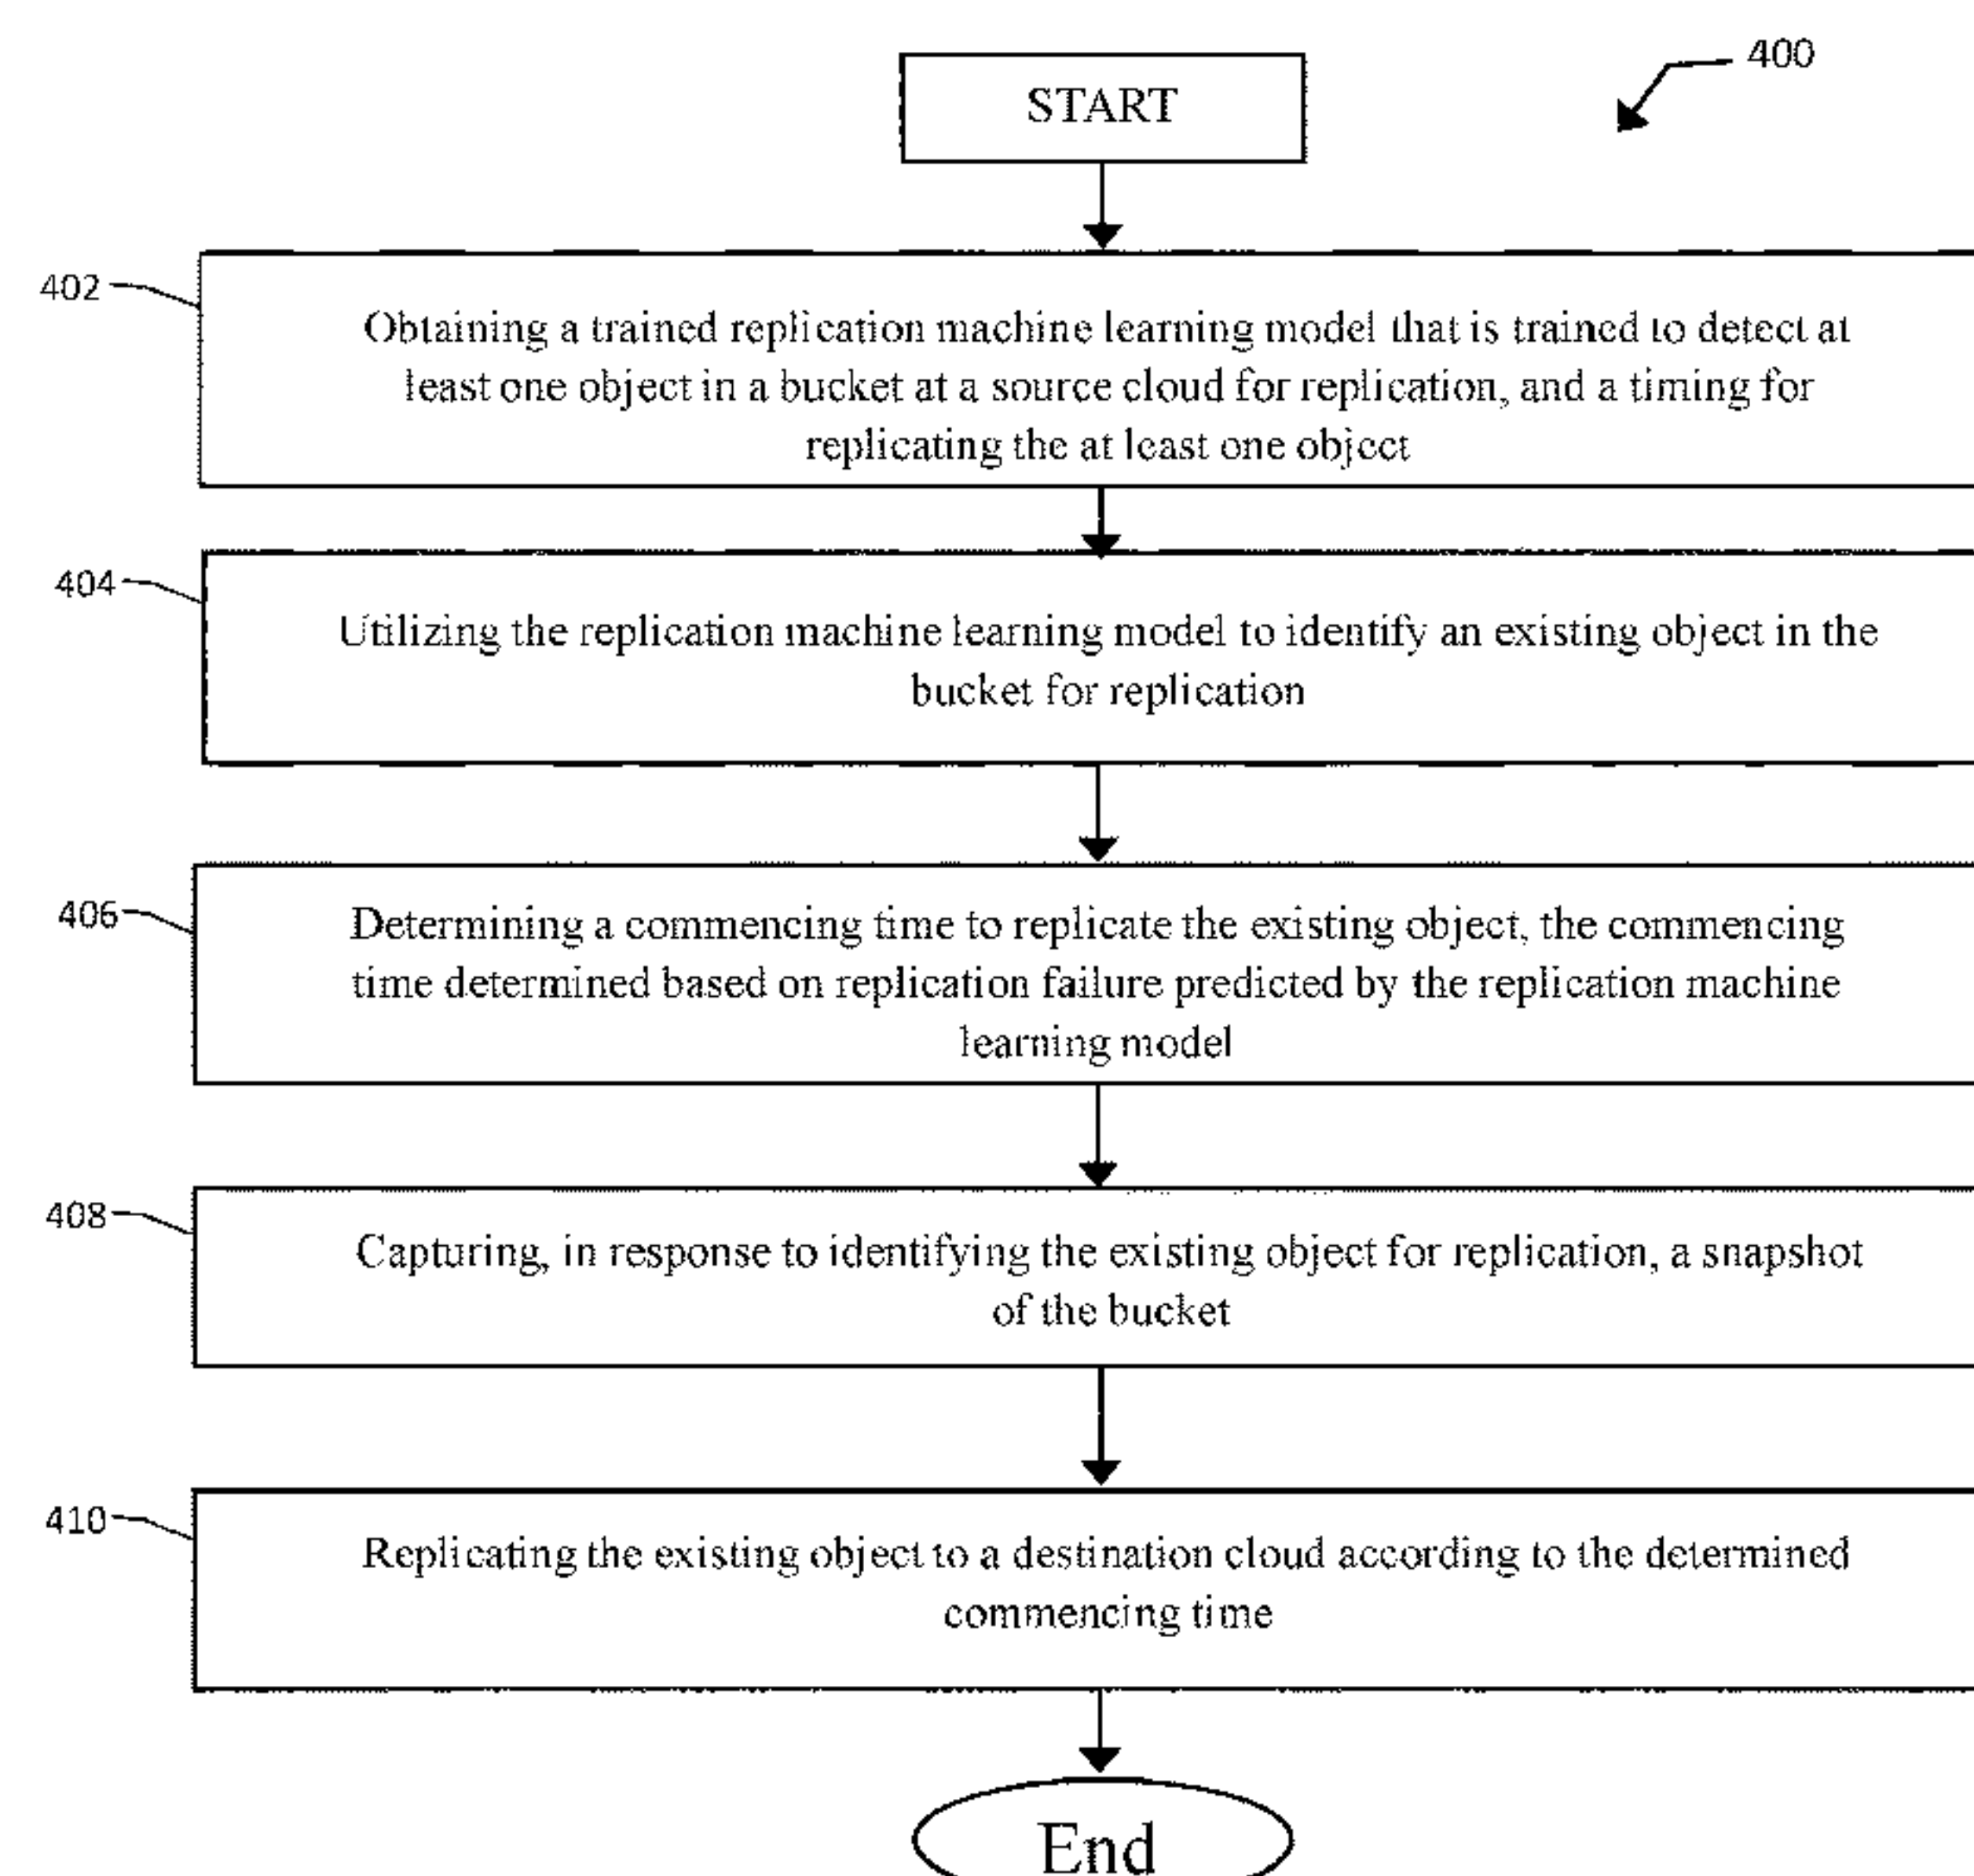 400
START
402
Obtaining a trained replication machine learning model that is trained to detect at
least one object in a bucket at a source cloud for replication, and a timing for
replicating the at least one object
404
Utilizing the replication machine learning model to identify an existing object in the
bucket for replication
406
Determining a commencing time to replicate the existing object, the commencing
time determined based on replication failure predicted by the replication machine
learning model
408
Capturing, in response to identifying the existing object for replication, a snapshot
of the bucket
410
Replicating the existing object to a destination cloud according to the determined
commencing time
End